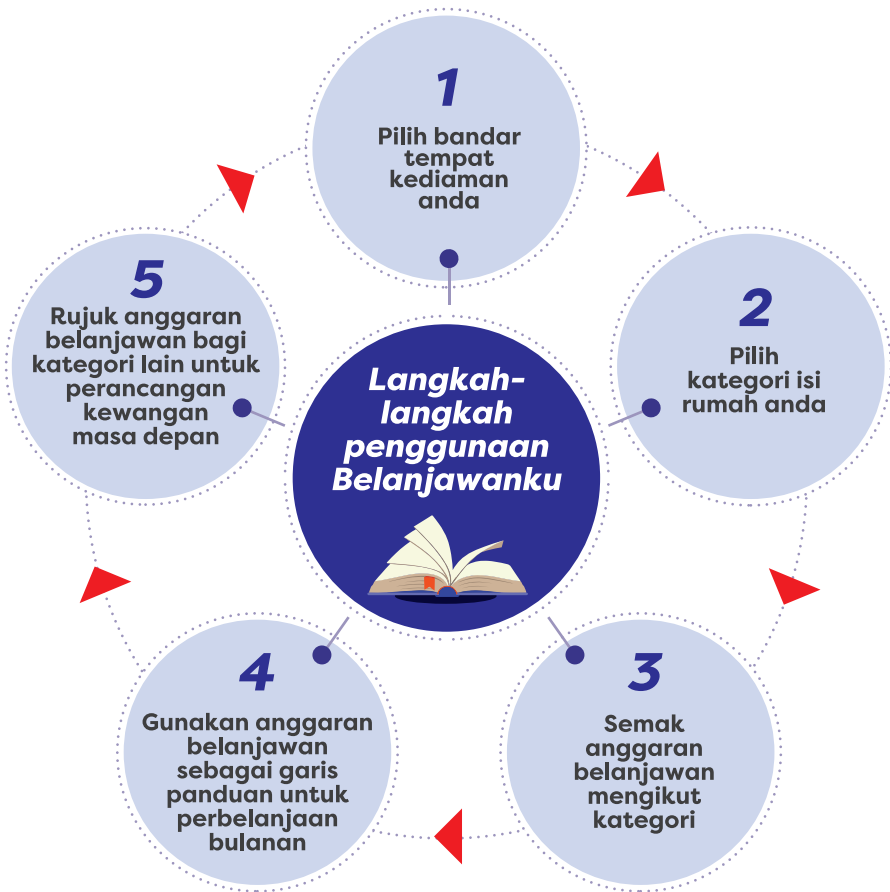 1
Pilih bandar
tempat
kediaman
anda
2
Pilih
kategori isi
rumah anda
3
Semak
anggaran
belanjawan
mengikut
kategori
4
Gunakan anggaran
belanjawan
sebagai garis
panduan untuk
perbelanjaan
bulanan
5
Rujuk anggaran
belanjawan bagi
kategori lain untuk
perancangan
kewangan
masa depan
Langkah-
langkah
penggunaan
Belanjawanku